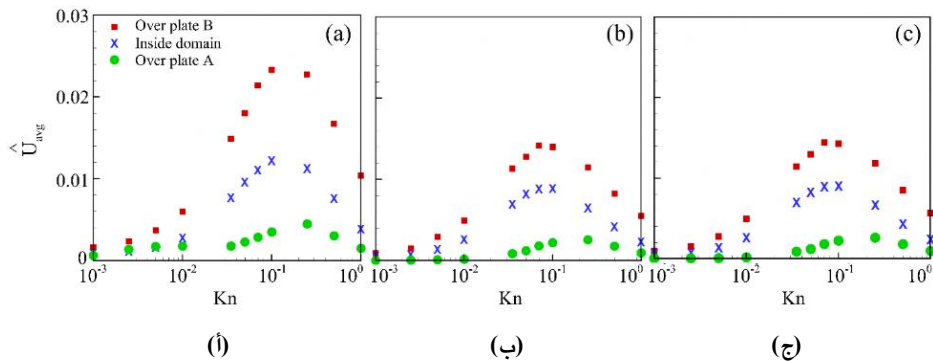 0.03
0.02
0.01
0
Û_avg
Over plate B
Inside domain
Over plate A
(a)
(b)
(c)
10⁻³ 10⁻² 10⁻¹ 10⁰
10⁻³ 10⁻² 10⁻¹ 10⁰
10⁻³ 10⁻² 10⁻¹ 10⁰
Kn
Kn
Kn
(أ)
(ب)
(ج)